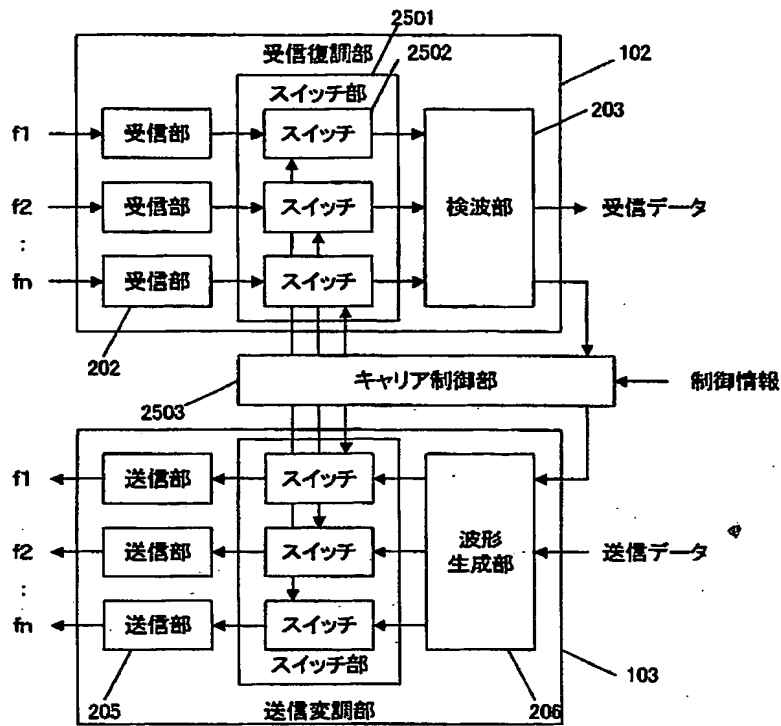 2501
受信復調部
2502
102
スイッチ部
203
f1
受信部
スイッチ
f2
受信部
スイッチ
検波部
受信データ
:
fn
受信部
スイッチ
202
キャリア制御部
制御情報
2503
f1
送信部
スイッチ
f2
送信部
スイッチ
波形
生成部
送信データ
:
fn
送信部
スイッチ
スイッチ部
205
送信変調部
206
103